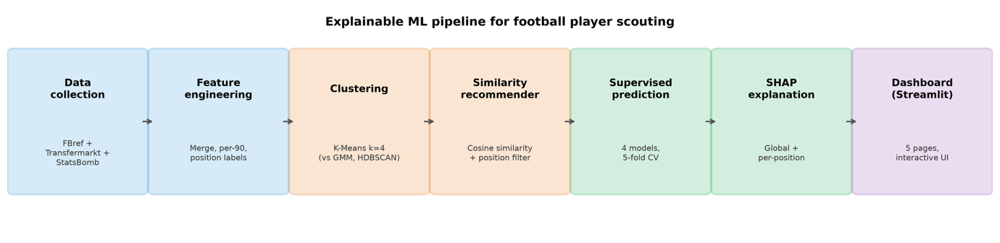 Explainable ML pipeline for football player scouting
Data
collection
FBref +
Transfermarkt +
StatsBomb
Feature
engineering
Merge, per-90,
position labels
Clustering
K-Means k=4
(vs GMM, HDBSCAN)
Similarity
recommender
Cosine similarity
+ position filter
Supervised
prediction
4 models,
5-fold CV
SHAP
explanation
Global +
per-position
Dashboard
(Streamlit)
5 pages,
interactive UI